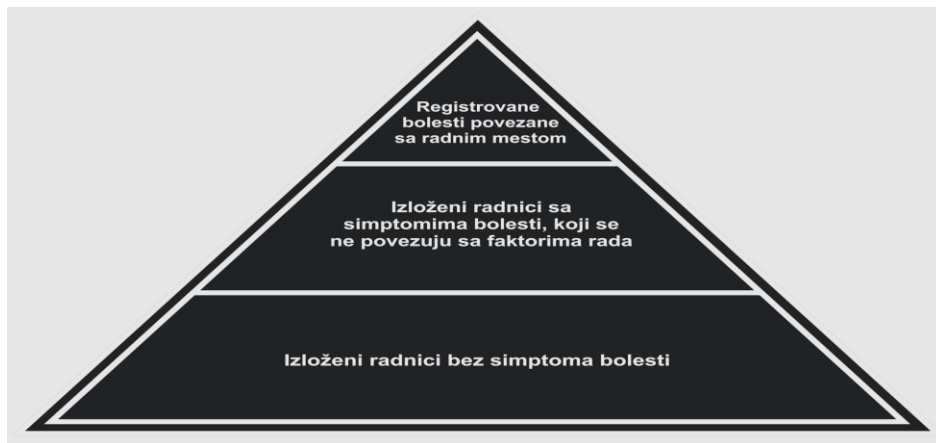 Registrovane
bolesti povezane
sa radnim mestom
Izloženi radnici sa
simptomima bolesti, koji se
ne povezuju sa faktorima rada
Izloženi radnici bez simptoma bolesti